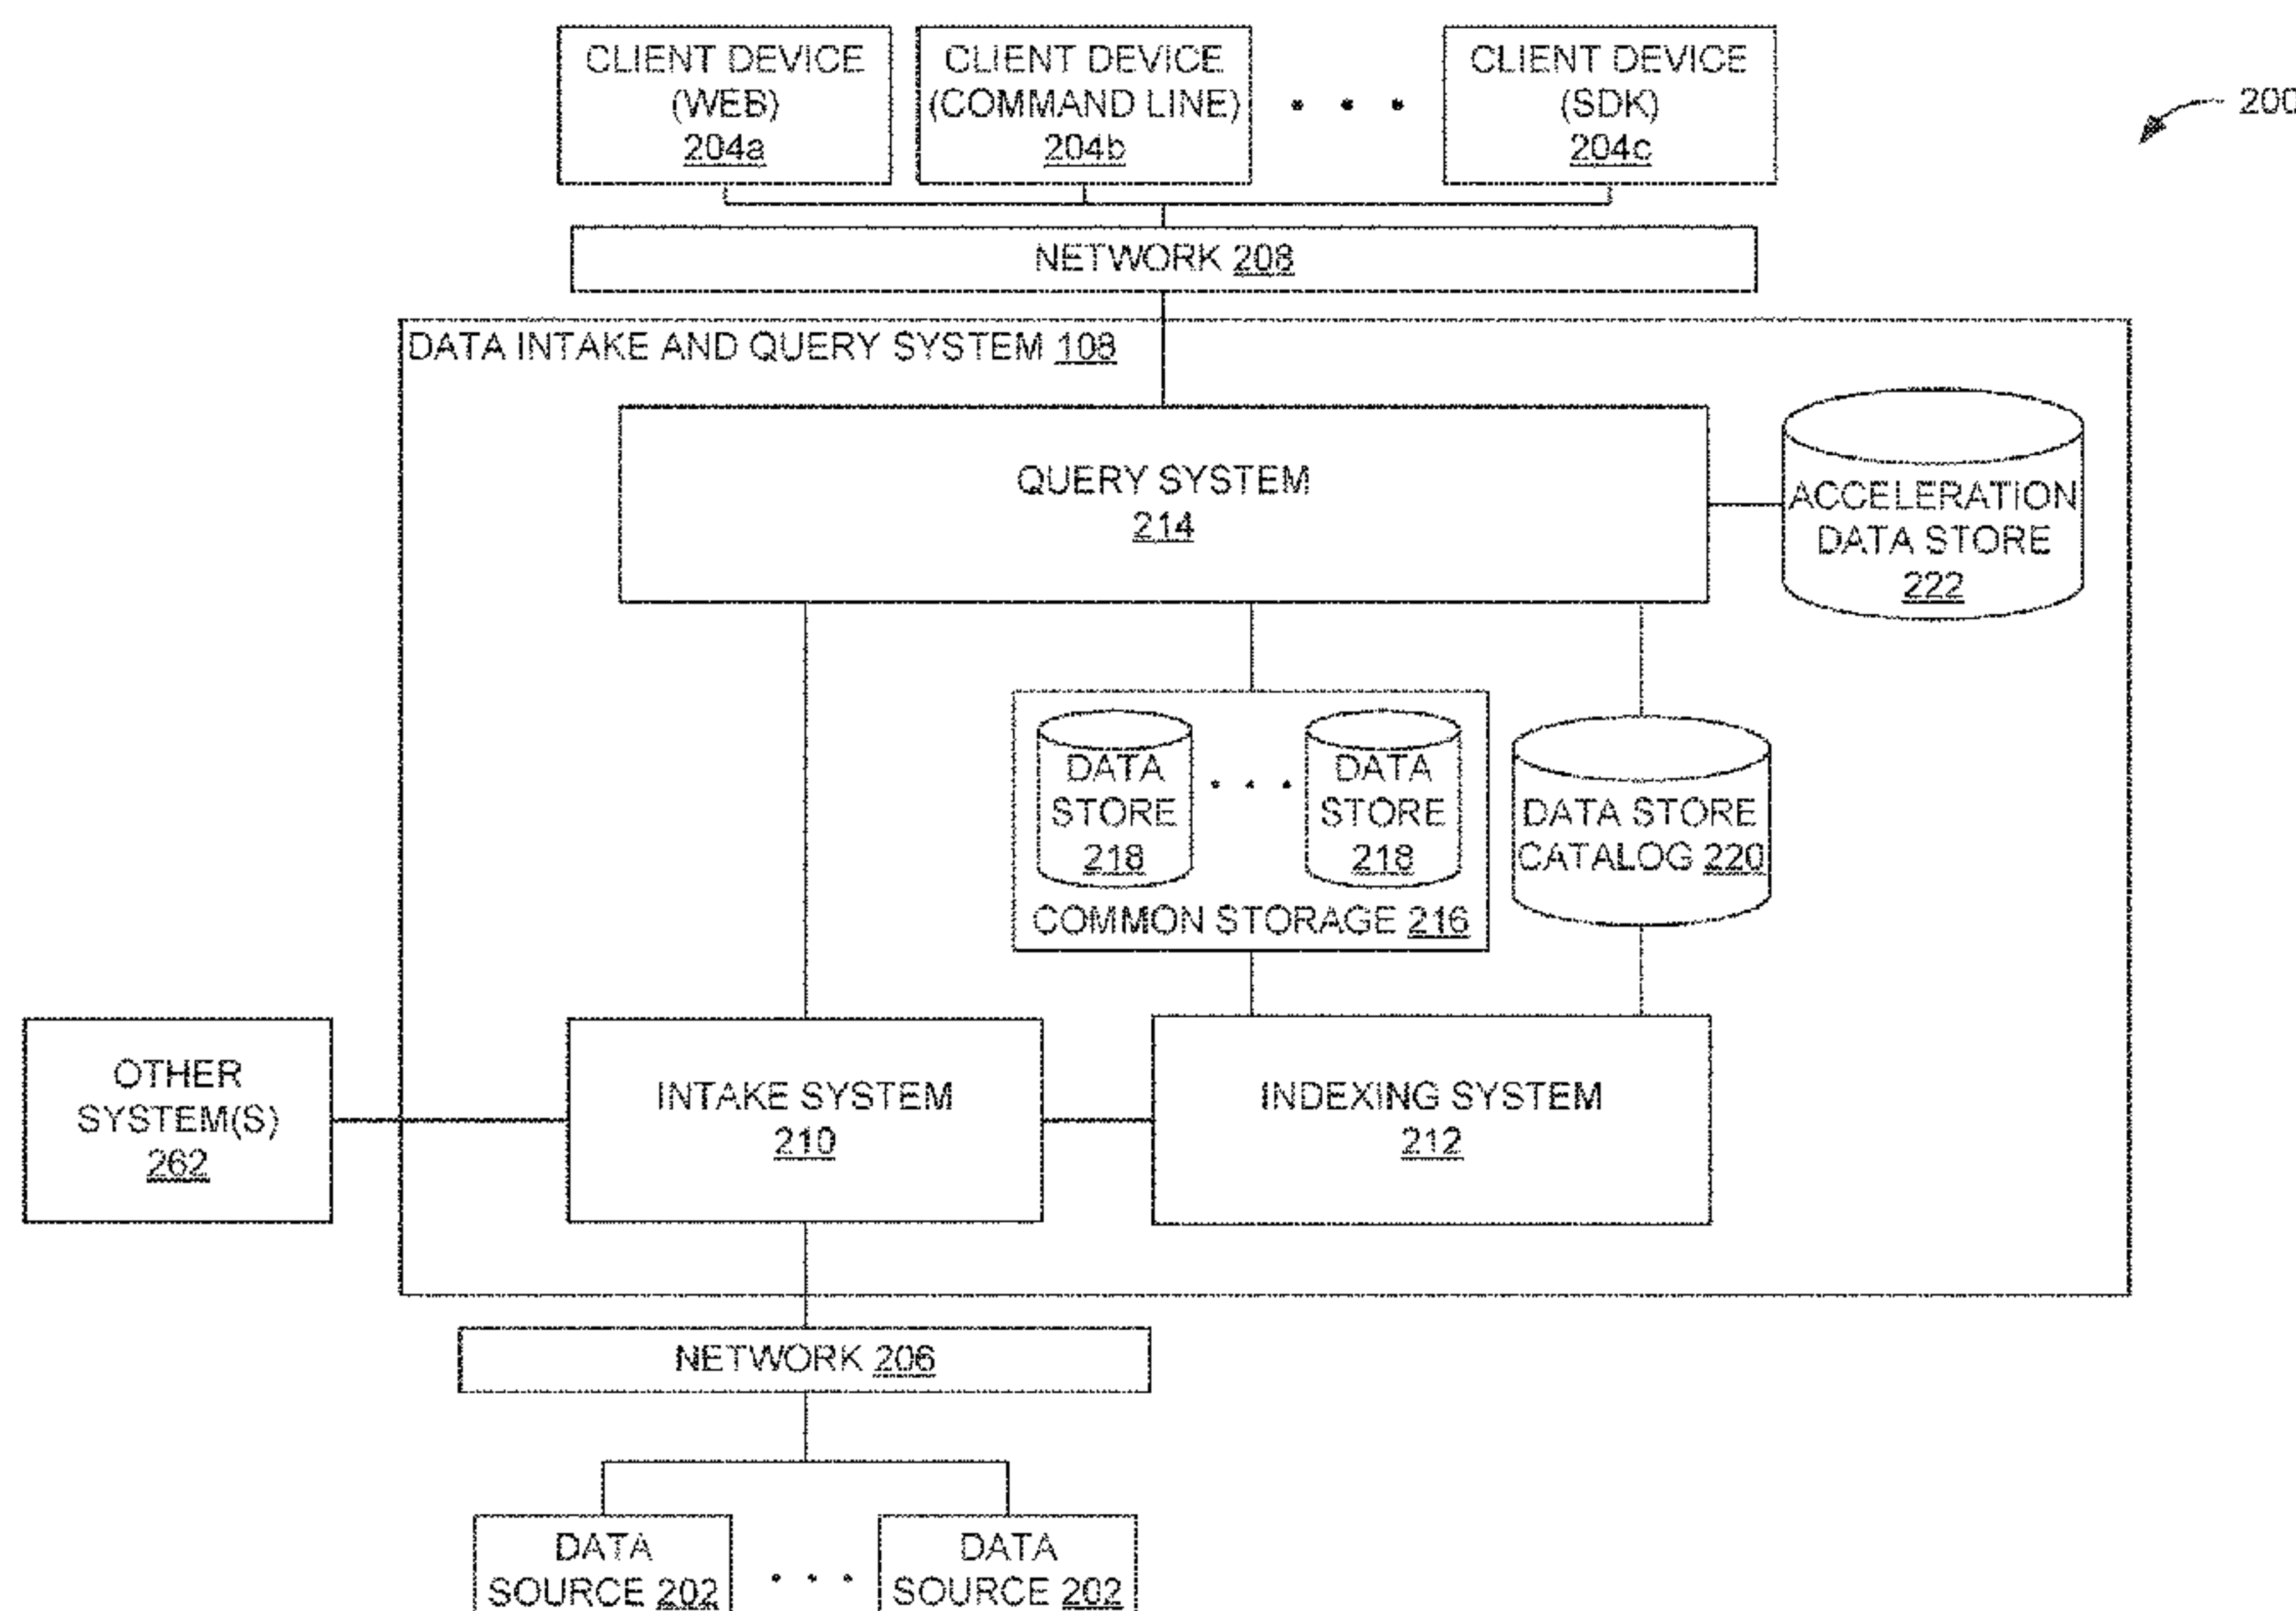 CLIENT DEVICE
(WEB)
204a
CLIENT DEVICE
(COMMAND LINE)
204b
CLIENT DEVICE
(SDK)
204c
200
NETWORK 208
DATA INTAKE AND QUERY SYSTEM 108
QUERY SYSTEM
214
ACCELERATION
DATA STORE
222
DATA
STORE
218
DATA
STORE
218
COMMON STORAGE 216
DATA STORE
CATALOG 220
OTHER
SYSTEM(S)
262
INTAKE SYSTEM
210
INDEXING SYSTEM
212
NETWORK 206
DATA
SOURCE 202
DATA
SOURCE 202